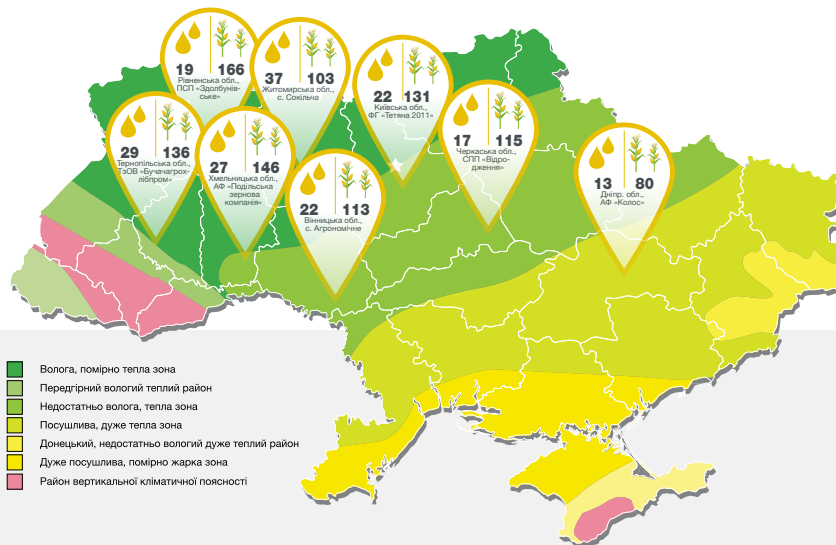 19 166
Рівненська обл.,
ПСП «Здолбунів-
ське»
37 103
Житомирська обл.,
с. Сокільча
22 131
Київська обл.,
ФГ «Тетяна 2011»
17 115
Черкаська обл.,
СПП «Відро-
дження»
29 136
Тернопільська обл.,
ТзОВ «Бучачагрох-
лібпром»
27 146
Хмельницька обл.,
АФ «Подільська
зернова
компанія»
22 113
Вінницька обл.,
с. Агрономічне
13 80
Дніпр. обл.,
АФ «Колос»
Волога, помірно тепла зона
Передгірний вологий теплий район
Недостатньо волога, тепла зона
Посушлива, дуже тепла зона
Донецький, недостатньо вологий дуже теплий район
Дуже посушлива, помірно жарка зона
Район вертикальної кліматичної поясності